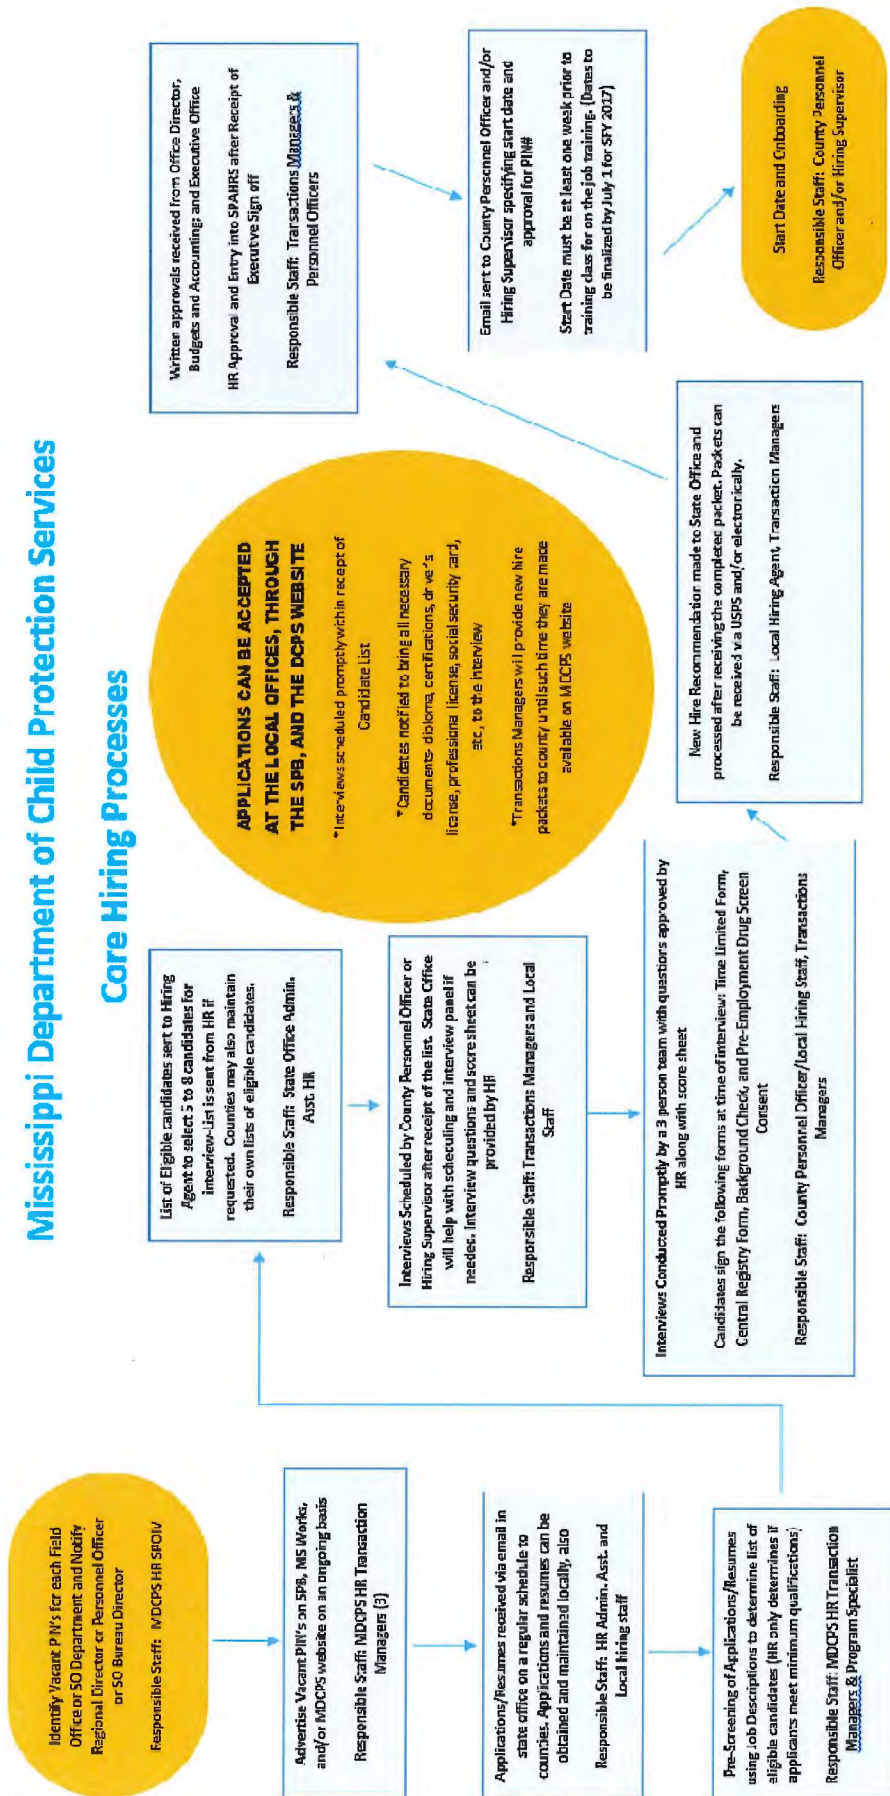 Mississippi Department of Child Protection Services
Core Hiring Processes
Identify Vacant PIN's for each Field
Office or SO Department and Notify
Regional Director or Personnel Officer
or SO Bureau Director
Responsible Staff: MDCPS HR SPOIV
Advertise Vacant PIN's on SPB, MS Works,
and/or MDCPS website on an ongoing basis
Responsible Staff: MDCPS HR Transaction
Managers (3)
Applications/Resumes received via email in
state office on a regular schedule to
counties. Applications and resumes can be
obtained and maintained locally, also
Responsible Staff: HR Admin. Asst. and
Local hiring staff
Pre-Screening of Applications/Resumes
using Job Descriptions to determine list of
eligible candidates (HR only determines if
applicants meet minimum qualifications)
Responsible Staff: MDCPS HR Transaction
Managers & Program Specialist
List of Eligible candidates sent to Hiring
Agent to select 5 to 8 candidates for
interview-List is sent from HR if
requested. Counties may also maintain
their own lists of eligible candidates.
Responsible Staff: State Office Admin.
Asst. HR
Interviews Scheduled by County Personnel Officer or
Hiring Supervisor after receipt of the list. State Office
will help with scheduling and interview panel if
needed. Interview questions and score sheet can be
provided by HR
Responsible Staff: Transactions Managers and Local
Staff
Interviews Conducted Promptly by a 3 person team with questions approved by
HR along with score sheet
Candidates sign the following forms at time of interview: Time Limited Form,
Central Registry Form, Background Check, and Pre-Employment Drug Screen
Consent
Responsible Staff: County Personnel Officer/Local Hiring Staff, Transactions
Managers
APPLICATIONS CAN BE ACCEPTED
AT THE LOCAL OFFICES, THROUGH
THE SPB, AND THE DCPS WEBSITE
*Interviews scheduled promptly within receipt of
Candidate List
*Candidates notified to bring all necessary
documents- diploma, certifications, driver's
license, professional license, social security card,
etc, to the interview
*Transactions Managers will provide new hire
packets to county until such time they are made
available on MDCPS website
New Hire Recommendation made to State Office and
processed after receiving the completed packet. Packets can
be received via USPS and/or electronically.
Responsible Staff: Local Hiring Agent, Transaction Managers
Written approvals received from Office Director,
Budgets and Accounting; and Executive Office
HR Approval and Entry into SPAHRS after Receipt of
Executive Sign off
Responsible Staff: Transactions Managers &
Personnel Officers
Email sent to County Personnel Officer and/or
Hiring Supervisor specifying start date and
approval for PIN#
Start Date must be at least one week prior to
training class for on the job training. (Dates to
be finalized by July 1 for SFY 2017)
Start Date and Onboarding
Responsible Staff: County Personnel
Officer and/or Hiring Supervisor